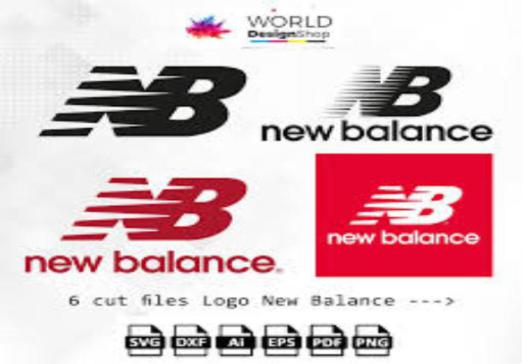 WORLD
DesignShop
NB
NB
new balance
NB
new balance.
NB
new balance
6 cut files Logo New Balance --->
SVG DXF Ai EPS PDF PNG